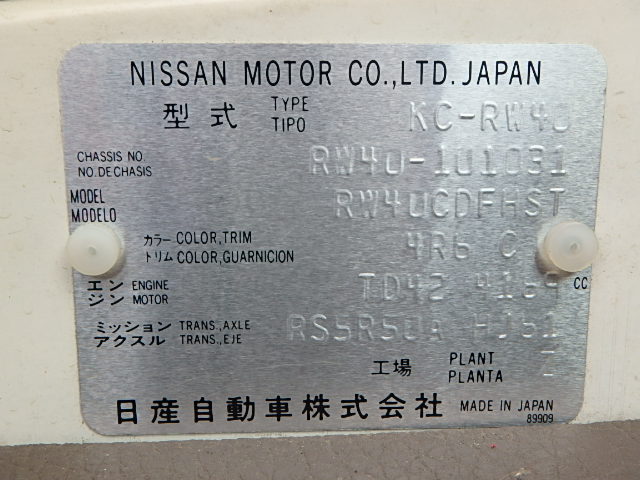 NISSAN MOTOR CO.,LTD. JAPAN
型式 TYPE TIPO KC-RW40
CHASSIS NO. NO.DE CHASIS RW40-101031
MODEL MODELO RW40CDFHST
カラー COLOR,TRIM
トリム COLOR,GUARNICION 4R6 C
エンジン ENGINE MOTOR TD42 4169 CC
ミッション TRANS.,AXLE
アクスル TRANS.,EJE RS5R50A
工場 PLANT PLANTA
日産自動車株式会社 MADE IN JAPAN
89909